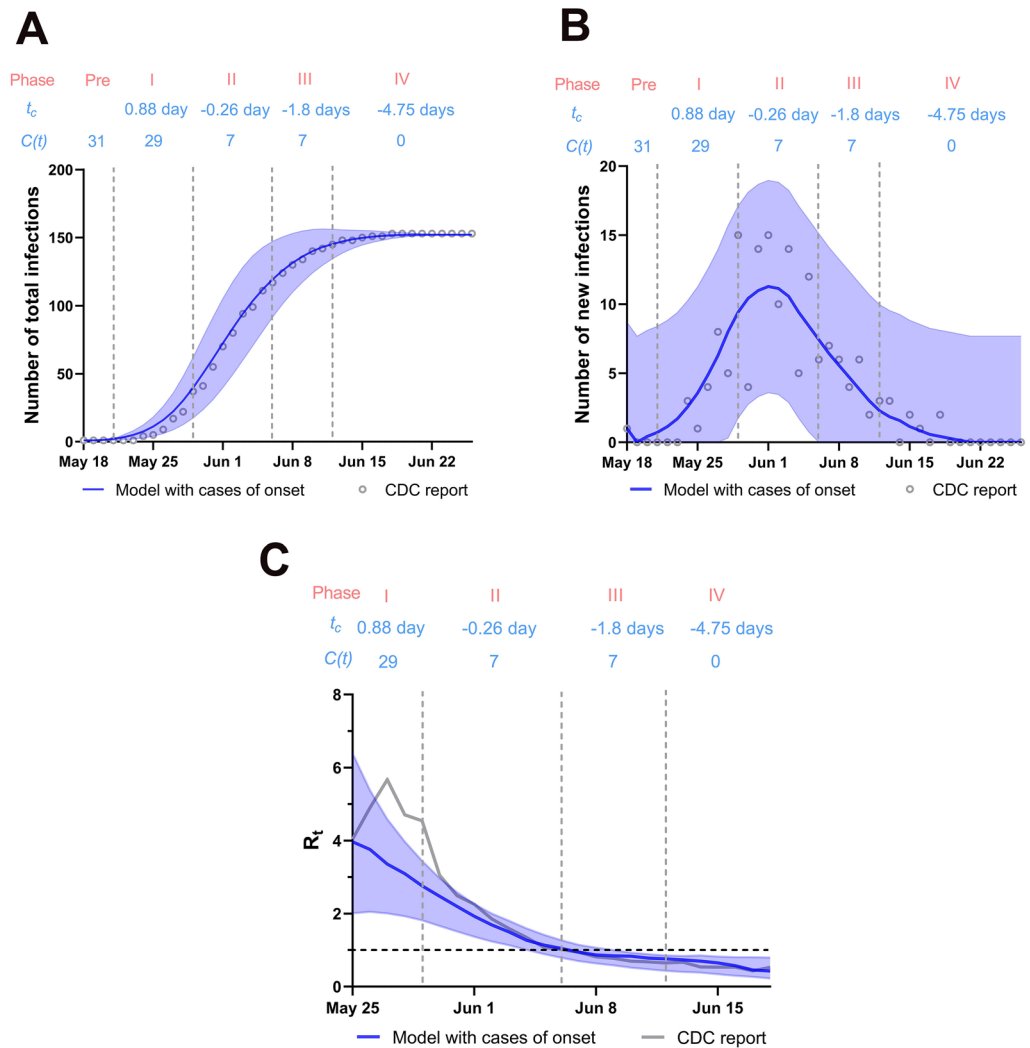 A
Phase Pre I II III IV
tc 0.88 day -0.26 day -1.8 days -4.75 days
C(t) 31 29 7 7 0
Number of total infections
200
150
100
50
0
May 18 May 25 Jun 1 Jun 8 Jun 15 Jun 22
Model with cases of onset CDC report
B
Phase Pre I II III IV
tc 0.88 day -0.26 day -1.8 days -4.75 days
C(t) 31 29 7 7 0
Number of new infections
20
15
10
5
0
May 18 May 25 Jun 1 Jun 8 Jun 15 Jun 22
Model with cases of onset CDC report
C
Phase I II III IV
tc 0.88 day -0.26 day -1.8 days -4.75 days
C(t) 29 7 7 0
Rt
8
6
4
2
0
May 25 Jun 1 Jun 8 Jun 15
Model with cases of onset CDC report